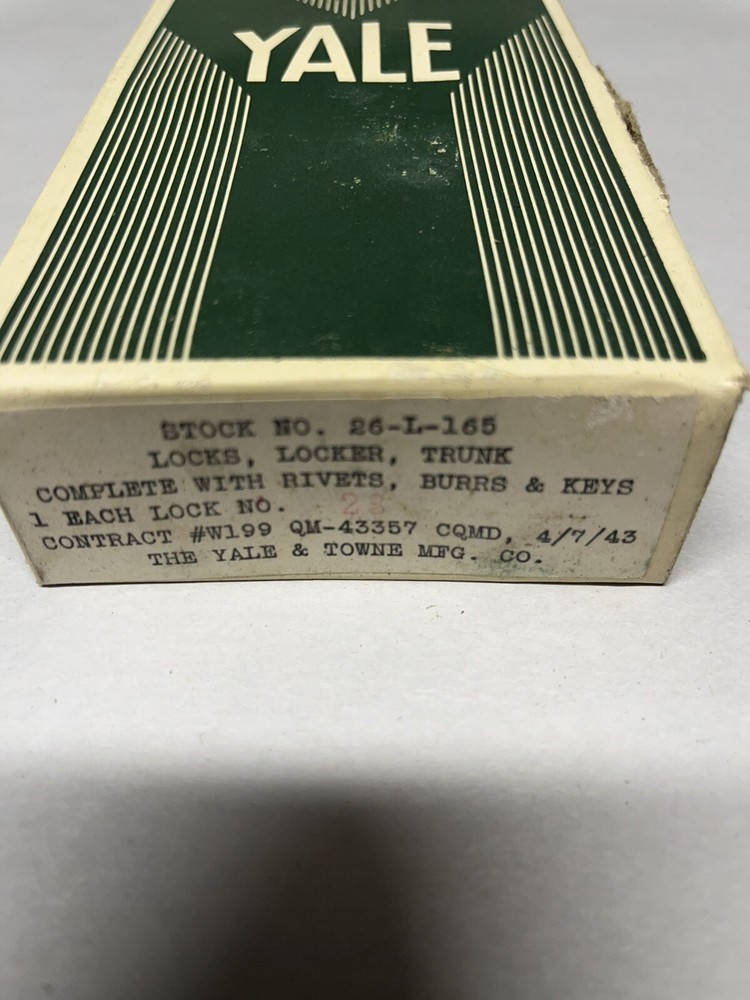 YALE
STOCK NO. 26-L-165
LOCKS, LOCKER, TRUNK
COMPLETE WITH RIVETS, BURRS & KEYS
1 EACH LOCK NO. 28
CONTRACT #W199 QM-43357 CQMD, 4/7/43
THE YALE & TOWNE MFG. CO.